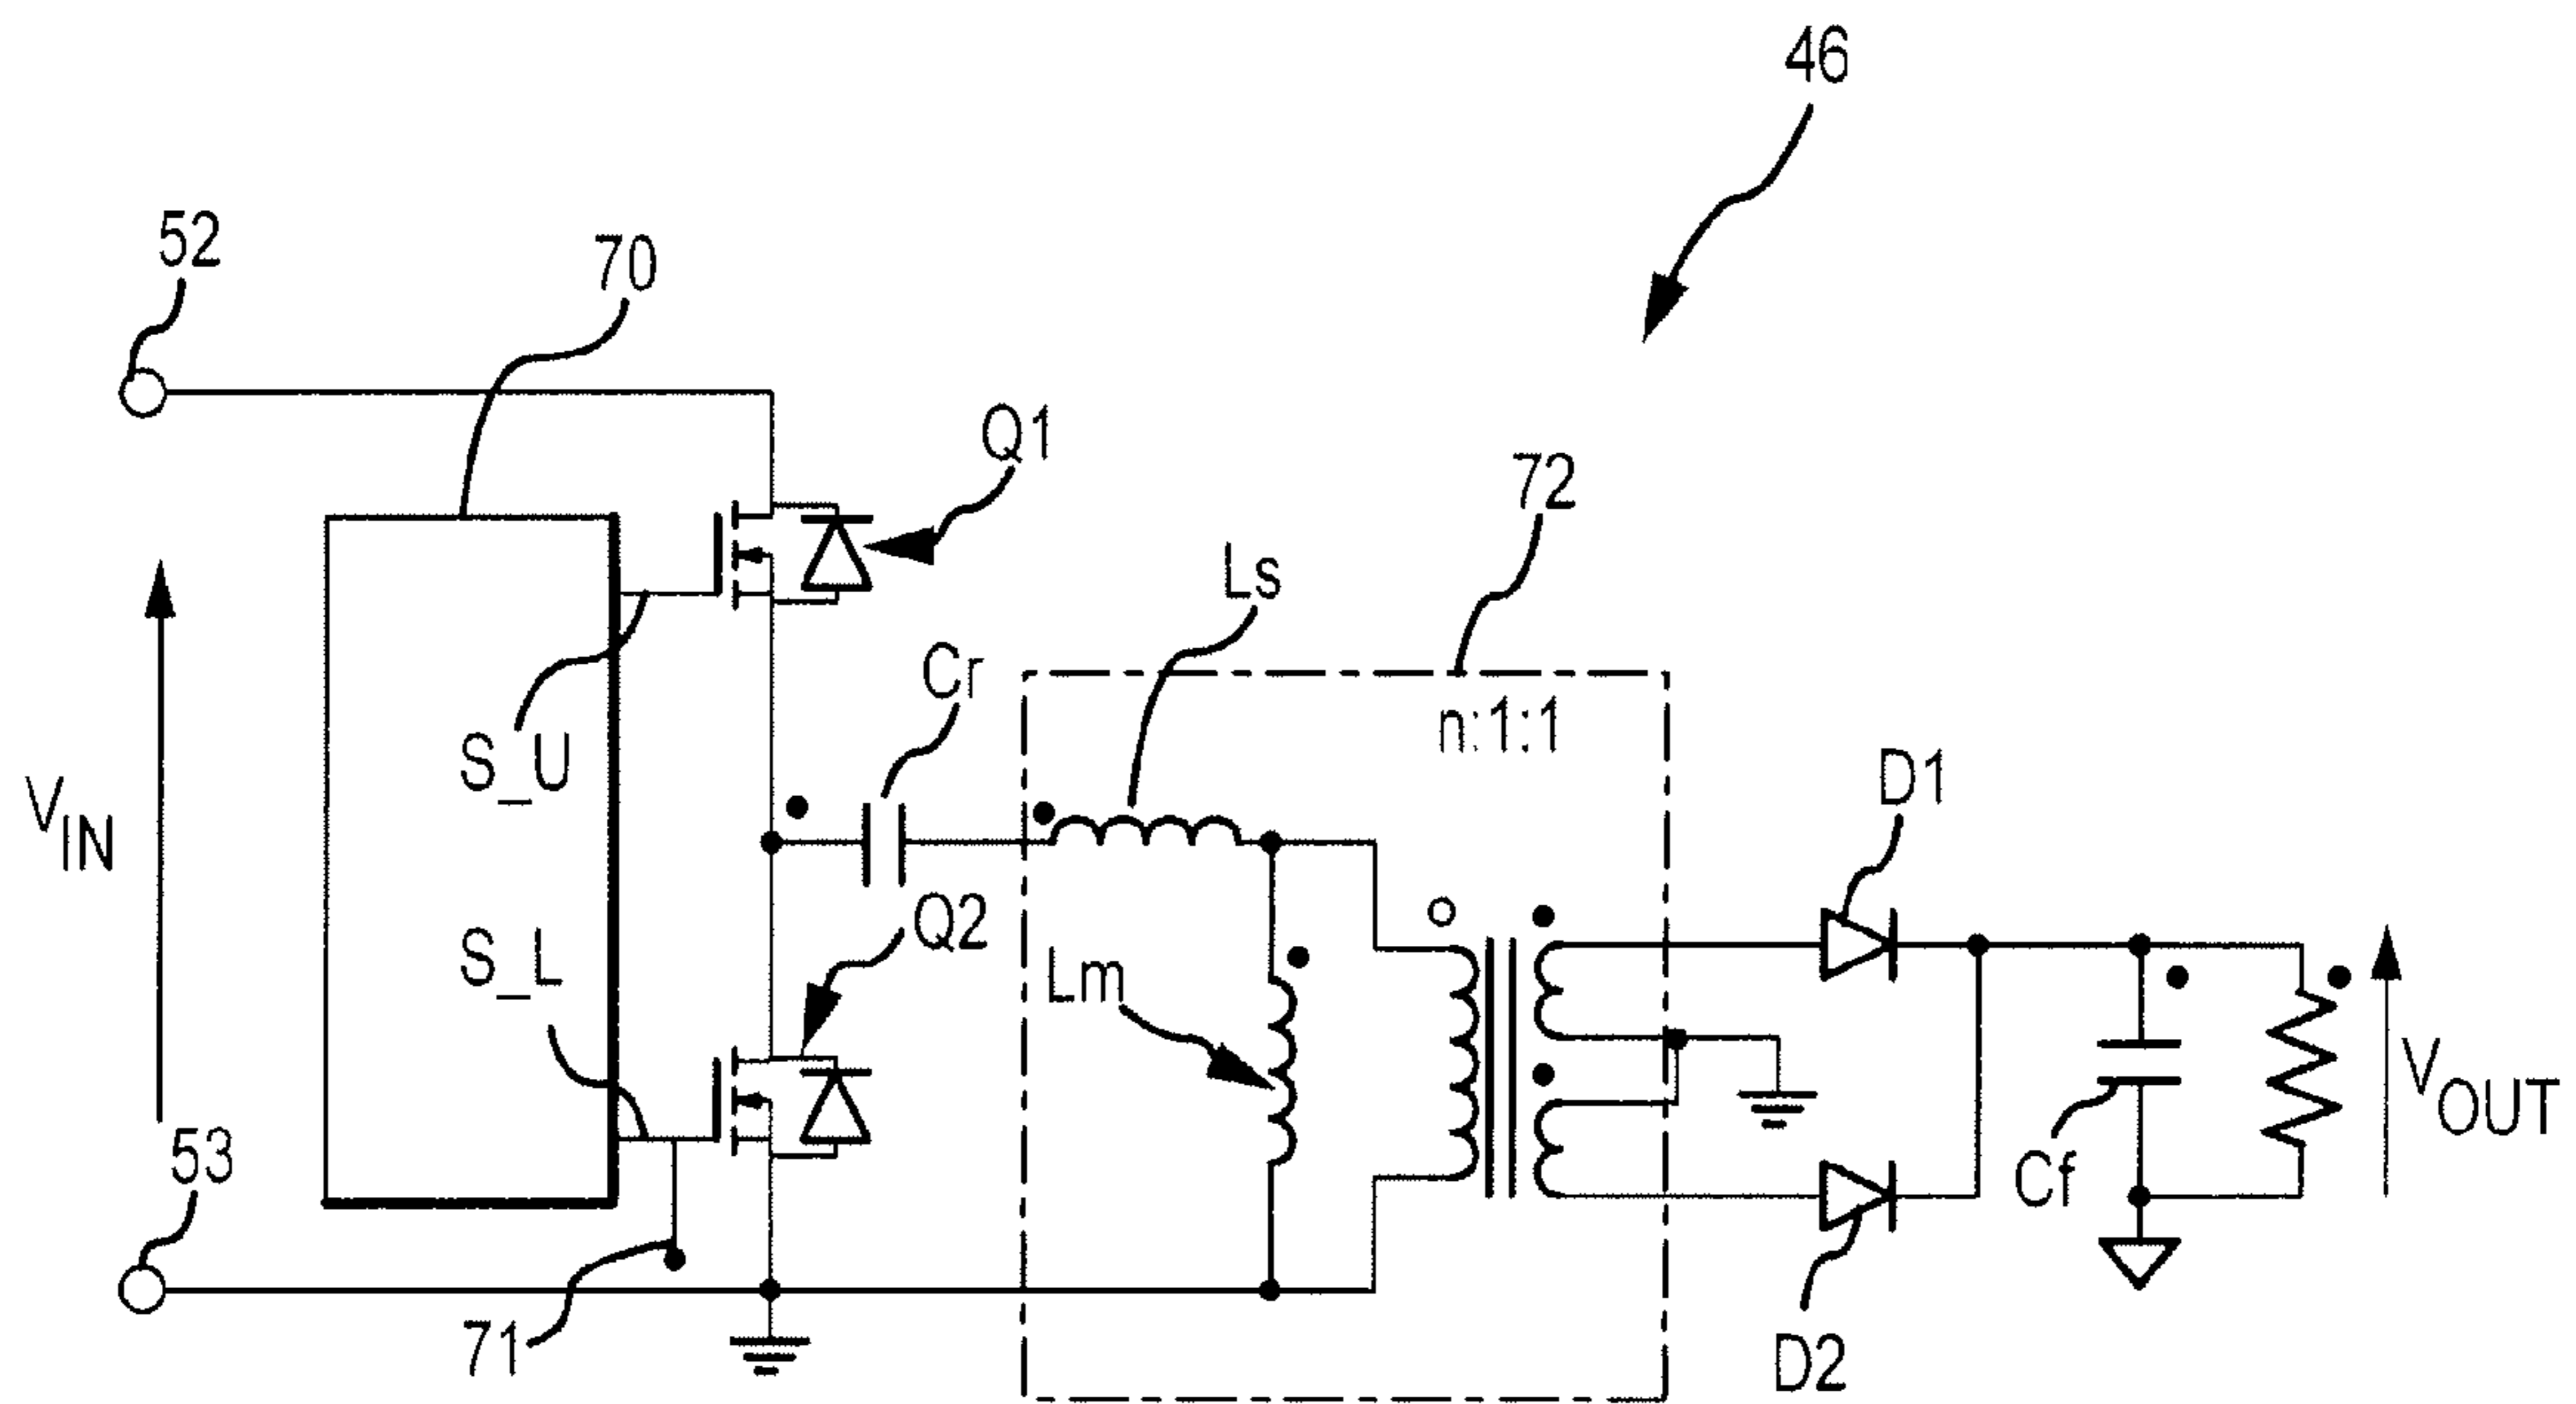 46
52
70
Q1
72
Ls
Cr
n:1:1
S_U
D1
VIN
Q2
S_L
Lm
VOUT
53
Cf
71
D2